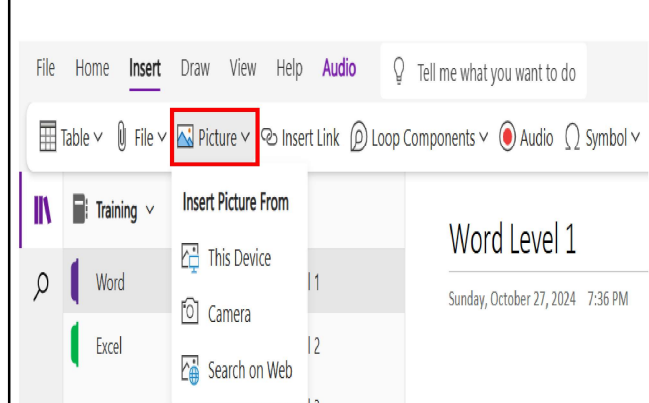 File Home Insert Draw View Help Audio Tell me what you want to do
Table File Picture Insert Link Loop Components Audio Symbol
Training
Insert Picture From
Word Level 1
This Device
Word
l 1
Sunday, October 27, 2024 7:36 PM
Camera
Excel
l 2
Search on Web